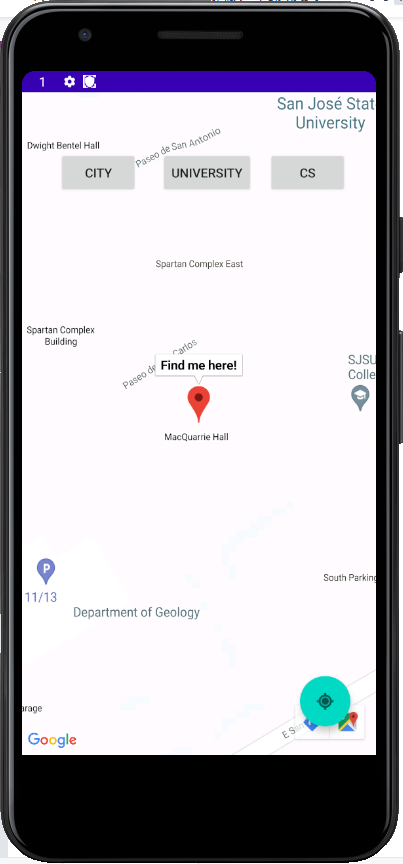 1
San José Stat
University
Dwight Bentel Hall
Paseo de San Antonio
CITY
UNIVERSITY
CS
Spartan Complex East
Spartan Complex
Building
Paseo de
Carlos
Find me here!
SJSU
Colle
MacQuarrie Hall
P
11/13
South Parking
Department of Geology
arage
E S
Google